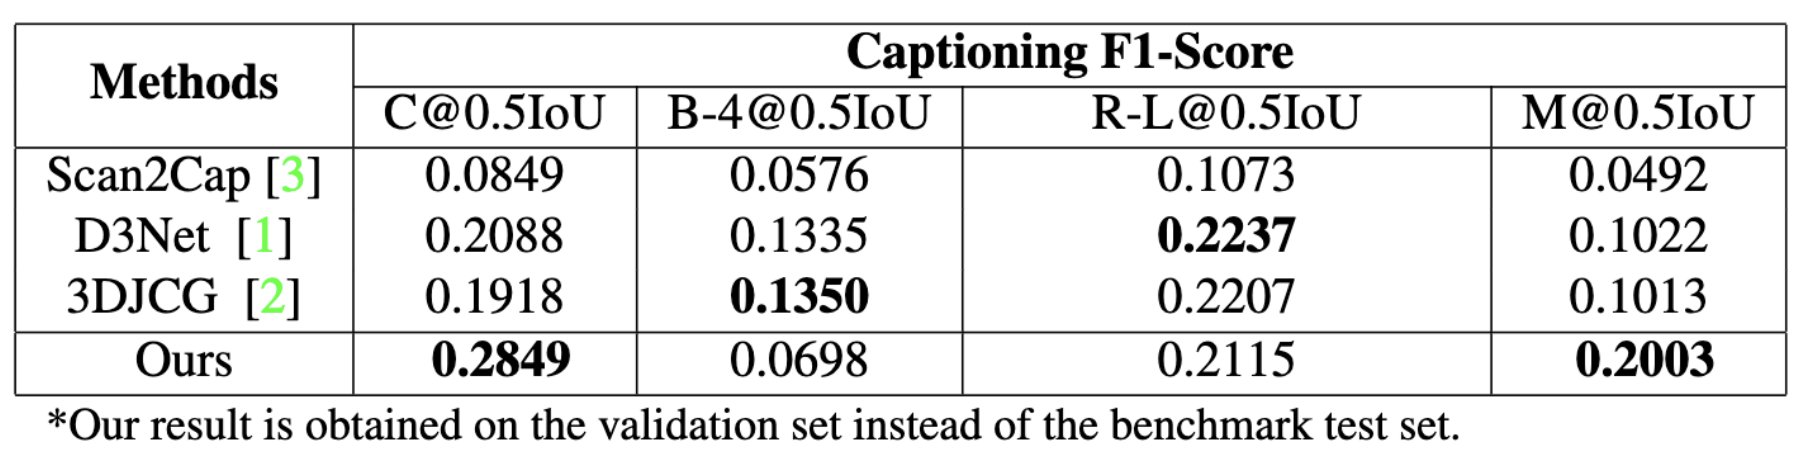 Methods Captioning F1-Score
C@0.5IoU B-4@0.5IoU R-L@0.5IoU M@0.5IoU
Scan2Cap [3] 0.0849 0.0576 0.1073 0.0492
D3Net [1] 0.2088 0.1335 0.2237 0.1022
3DJCG [2] 0.1918 0.1350 0.2207 0.1013
Ours 0.2849 0.0698 0.2115 0.2003
*Our result is obtained on the validation set instead of the benchmark test set.